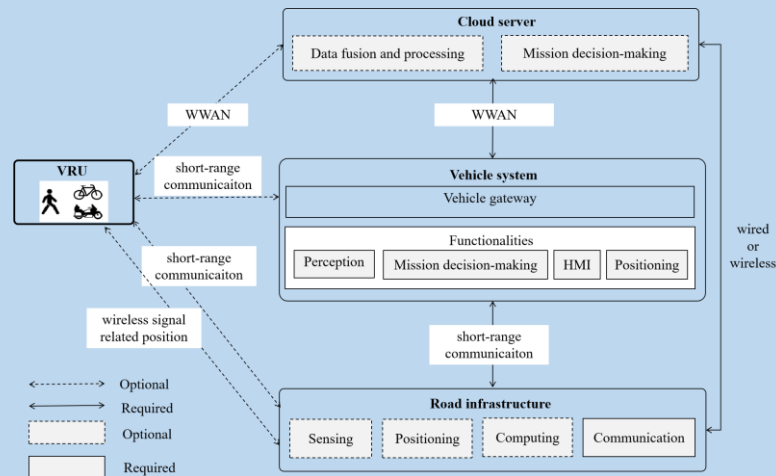 Cloud server
Data fusion and processing
Mission decision-making
WWAN
WWAN
VRU
short-range
communicaiton
Vehicle system
Vehicle gateway
Functionalities
Perception
Mission decision-making
HMI
Positioning
wired
or
wireless
short-range
communicaiton
wireless signal
related position
short-range
communicaiton
Optional
Required
Optional
Required
Road infrastructure
Sensing
Positioning
Computing
Communication